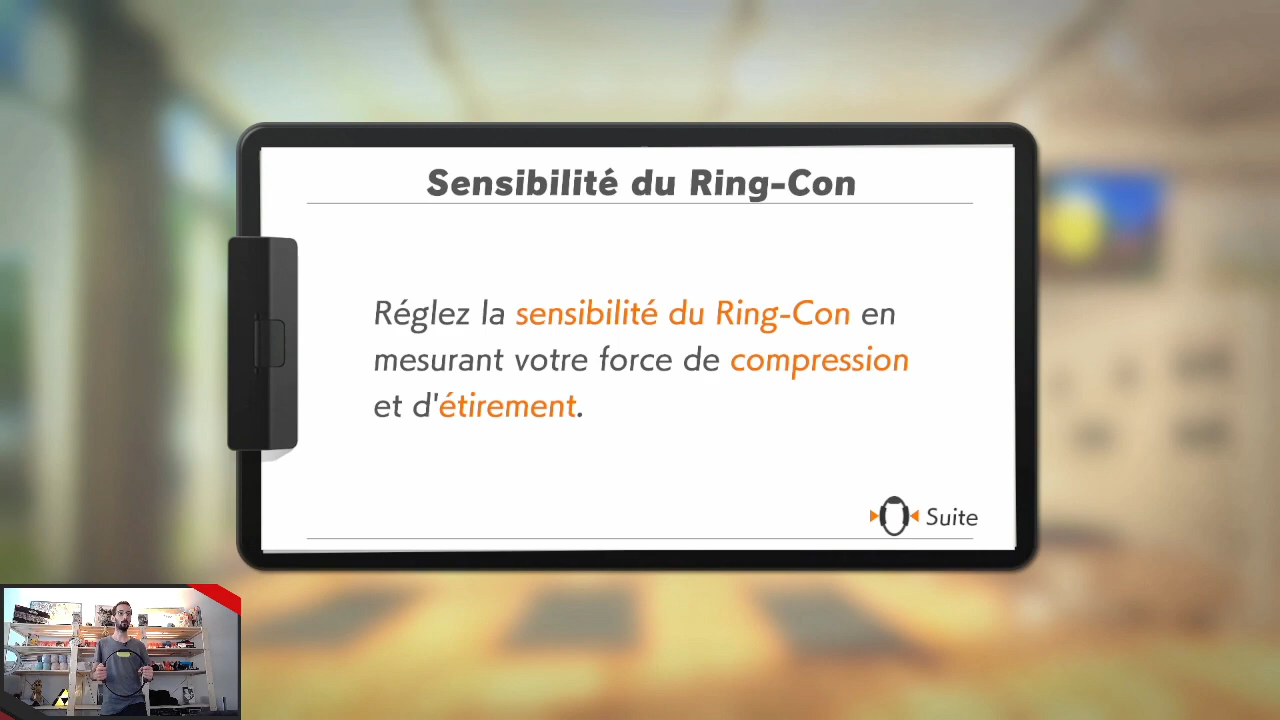 Sensibilité du Ring-Con
Réglez la sensibilité du Ring-Con en
mesurant votre force de compression
et d'étirement.
Suite